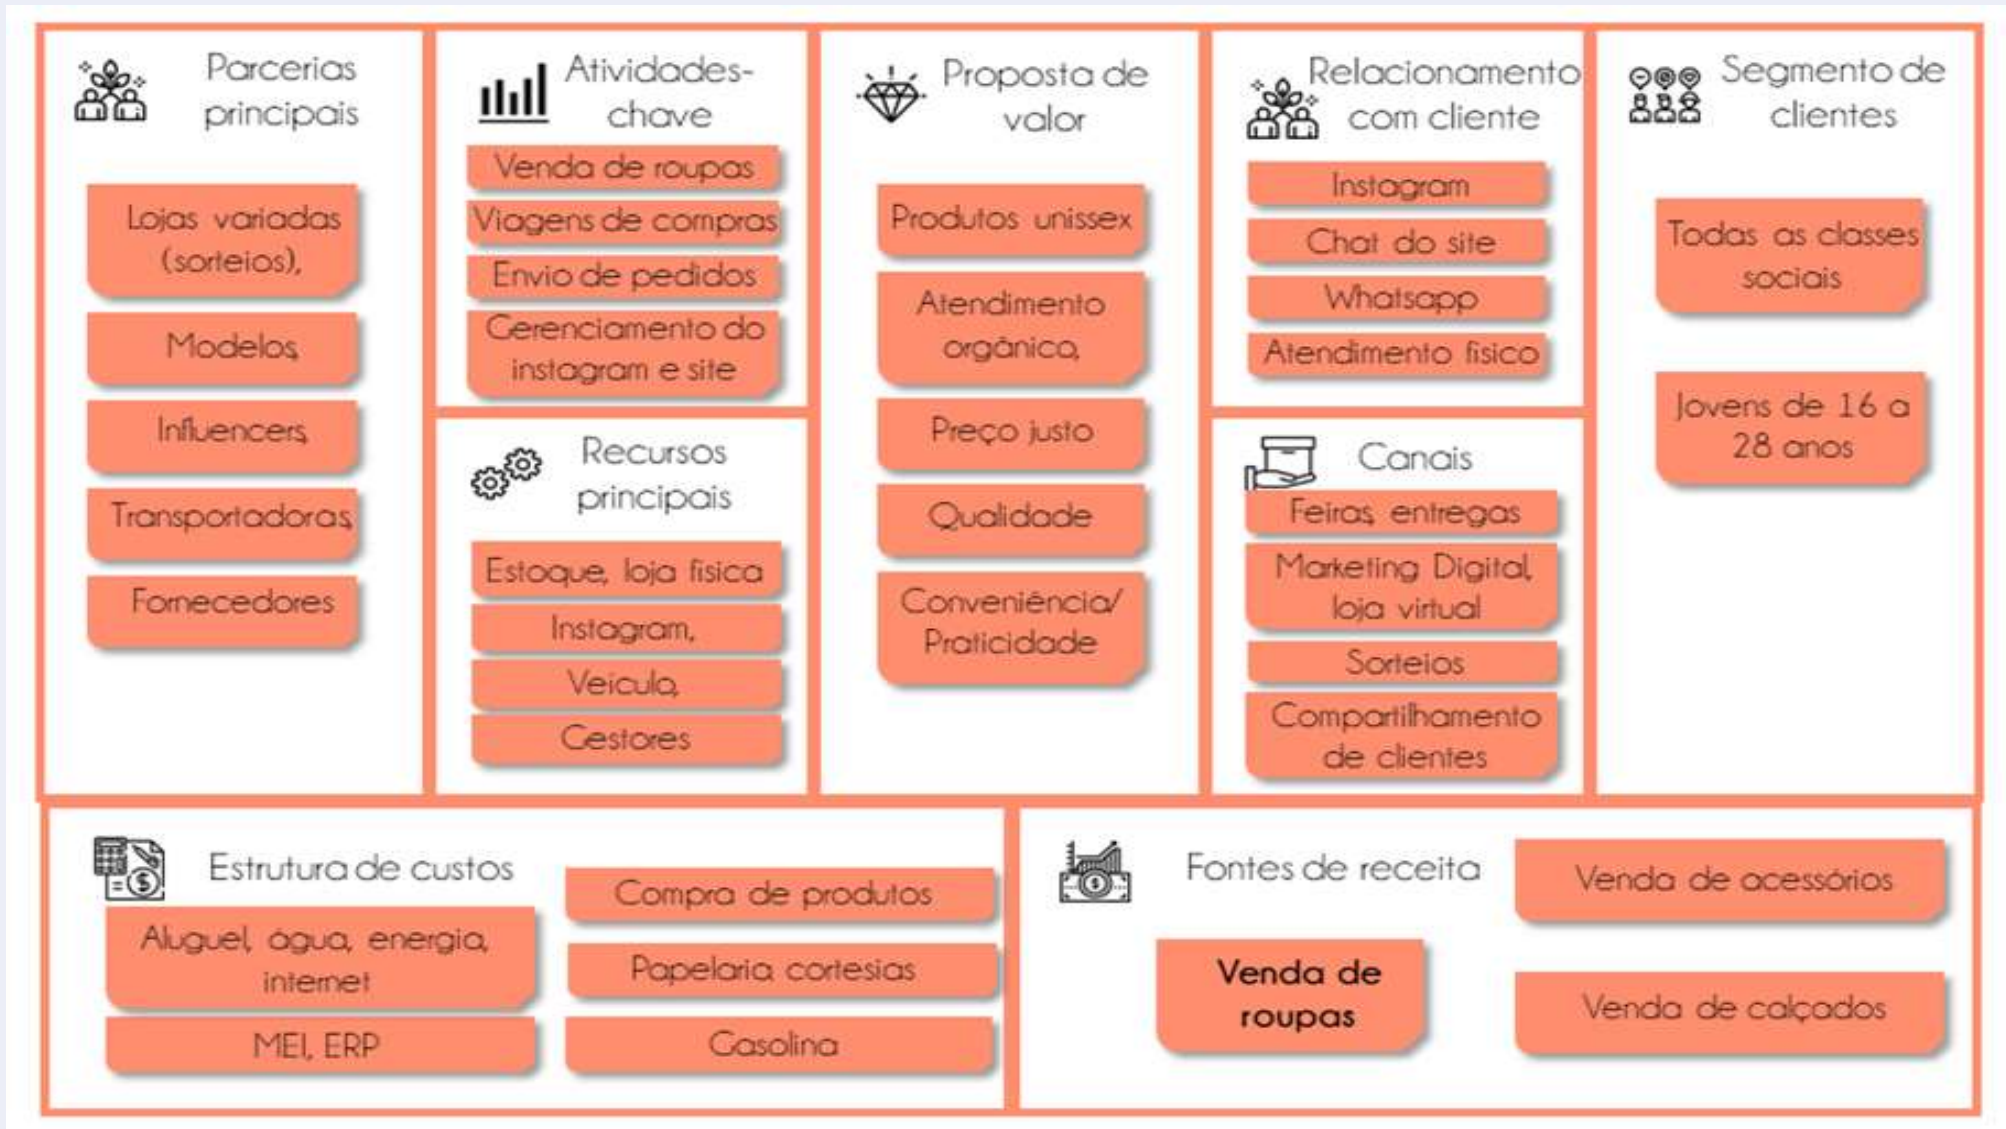 Parcerias
principais
Lojas variadas
(sorteios),
Modelos,
Influencers,
Transportadoras,
Fornecedores
Atividades-
chave
Venda de roupas
Viagens de compras
Envio de pedidos
Gerenciamento do
instagram e site
Recursos
principais
Estoque, loja física
Instagram,
Veículo,
Gestores
Proposta de
valor
Produtos unissex
Atendimento
orgânico,
Preço justo
Qualidade
Conveniência/
Praticidade
Relacionamento
com cliente
Instagram
Chat do site
Whatsapp
Atendimento físico
Canais
Feiras, entregas
Marketing Digital,
loja virtual
Sorteios
Compartilhamento
de clientes
Segmento de
clientes
Todas as classes
sociais
Jovens de 16 a
28 anos
Estrutura de custos
Aluguel, água, energia,
internet
MEI, ERP
Compra de produtos
Papelaria cortesias
Gasolina
Fontes de receita
Venda de
roupas
Venda de acessórios
Venda de calçados